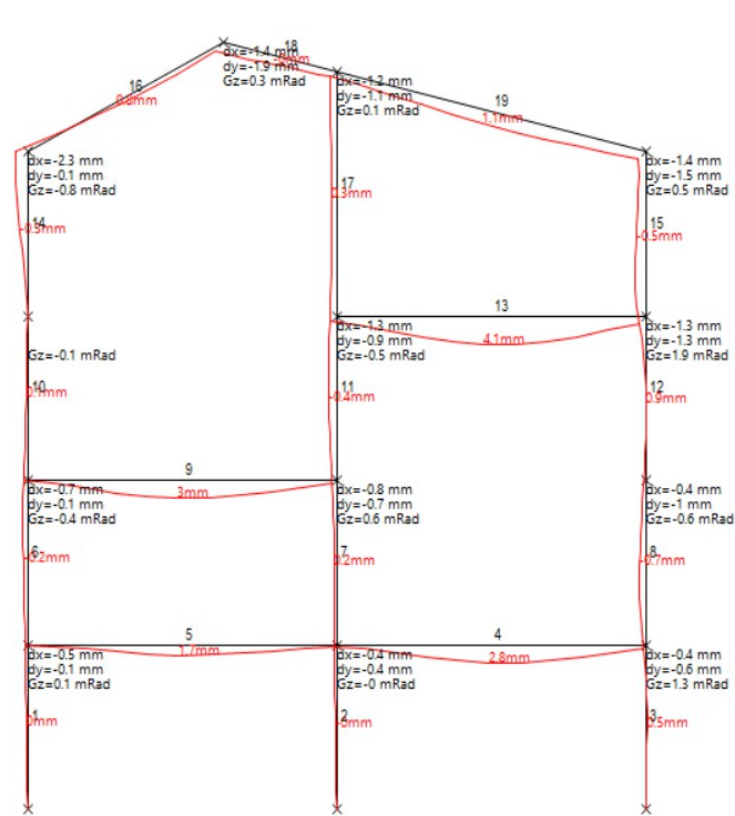 18
dx=-1.4 mm
dy=-1.9 mm
Gz=0.3 mRad
dx=-1.2 mm
dy=-1.1 mm
Gz=0.1 mRad
16
0.8mm
19
1.1mm
dx=-2.3 mm
dy=-0.1 mm
Gz=-0.8 mRad
dx=-1.4 mm
dy=-1.5 mm
Gz=0.5 mRad
17
0.3mm
14
-0.5mm
15
-0.5mm
13
4.1mm
dx=-1.3 mm
dy=-0.9 mm
Gz=-0.5 mRad
dx=-1.3 mm
dy=-1.3 mm
Gz=1.9 mRad
Gz=-0.1 mRad
10
0.1mm
11
-0.4mm
12
0.9mm
9
3mm
dx=-0.7 mm
dy=-0.1 mm
Gz=-0.4 mRad
dx=-0.8 mm
dy=-0.7 mm
Gz=0.6 mRad
dx=-0.4 mm
dy=-1 mm
Gz=-0.6 mRad
6
0.2mm
7
0.2mm
8
-0.7mm
5
1.7mm
4
2.8mm
dx=-0.5 mm
dy=-0.1 mm
Gz=0.1 mRad
dx=-0.4 mm
dy=-0.4 mm
Gz=-0 mRad
dx=-0.4 mm
dy=-0.6 mm
Gz=1.3 mRad
1
0mm
2
-0mm
3
0.5mm